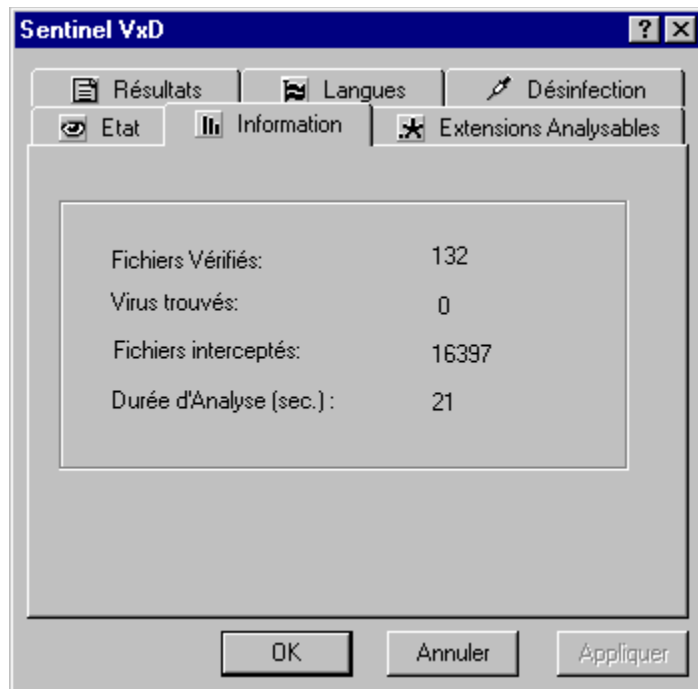 Sentinel VxD
Résultats Langues Désinfection
Etat Information Extensions Analysables
Fichiers Vérifiés: 132
Virus trouvés: 0
Fichiers interceptés: 16397
Durée d'Analyse (sec.) : 21
OK Annuler Appliquer